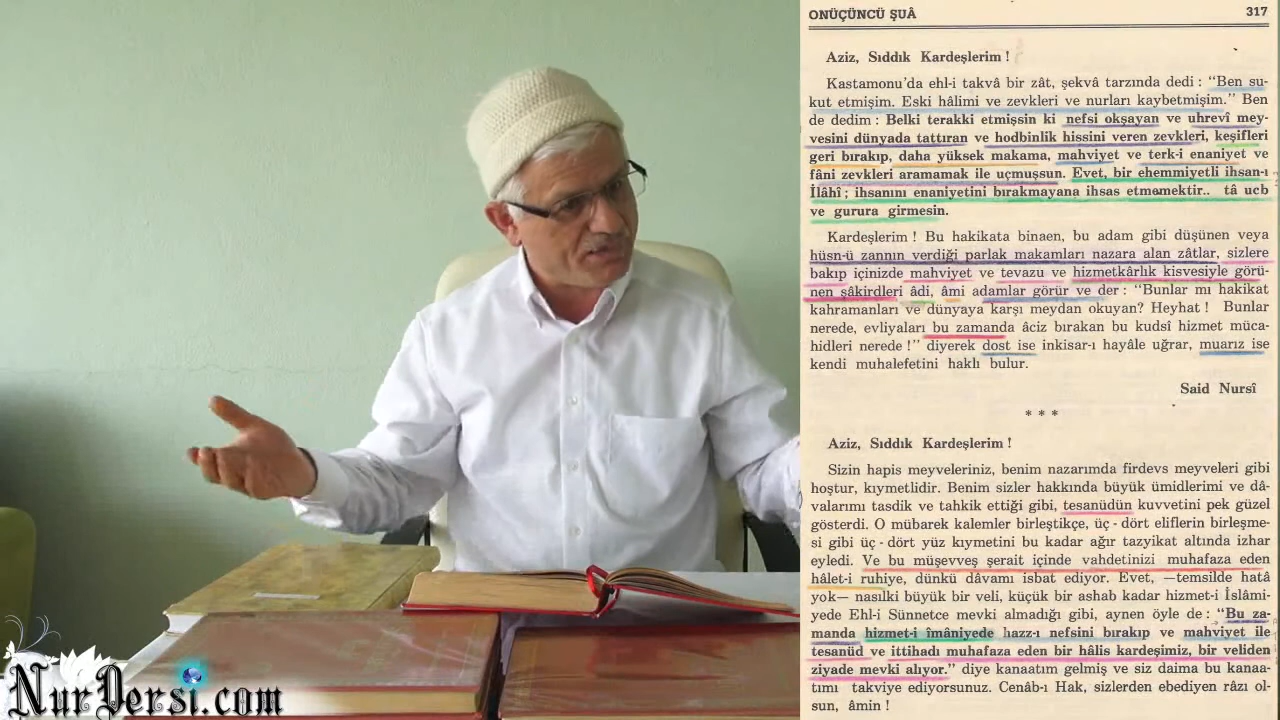 ONÜÇÜNCÜ ŞUÂ 317
Aziz, Sıddık Kardeşlerim !
Kastamonu'da ehl-i takvâ bir zât, şekvâ tarzında dedi : "Ben su-
kut etmişim. Eski hâlimi ve zevkleri ve nurları kaybetmişim." Ben
de dedim : Belki terakki etmişsin ki nefsi okşayan ve uhrevî mey-
vesini dünyada tattıran ve hodbinlik hissini veren zevkleri, keşifleri
geri bırakıp, daha yüksek makama, mahviyet ve terk-i enaniyet ve
fâni zevkleri aramamak ile uçmuşsun. Evet, bir ehemmiyetli ihsan-ı
İlâhî ; ihsanını enaniyetini bırakmayana ihsas etmemektir.. tâ ucb
ve gurura girmesin.
Kardeşlerim ! Bu hakikata binaen, bu adam gibi düşünen veya
hüsn-ü zannın verdiği parlak makamları nazara alan zâtlar, sizlere
bakıp içinizde mahviyet ve tevazu ve hizmetkârlık kisvesiyle görü-
nen şâkirdleri âdi, âmi adamlar görür ve der : "Bunlar mı hakikat
kahramanları ve dünyaya karşı meydan okuyan? Heyhat ! Bunlar
nerede, evliyaları bu zamanda âciz bırakan bu kudsî hizmet müca-
hidleri nerede !" diyerek dost ise inkisar-ı hayâle uğrar, muarız ise
kendi muhalefetini haklı bulur.
Said Nursî
* * *
Aziz, Sıddık Kardeşlerim !
Sizin hapis meyveleriniz, benim nazarımda firdevs meyveleri gibi
hoştur, kıymetlidir. Benim sizler hakkında büyük ümidlerimi ve dâ-
valarımı tasdik ve tahkik ettiği gibi, tesanüdün kuvvetini pek güzel
gösterdi. O mübarek kalemler birleştikçe, üç - dört eliflerin birleşme-
si gibi üç - dört yüz kıymetini bu kadar ağır tazyikat altında izhar
eyledi. Ve bu müşevveş şerait içinde vahdetinizi muhafaza eden
hâlet-i ruhiye, dünkü dâvamı isbat ediyor. Evet, —temsilde hatâ
yok— nasılki büyük bir veli, küçük bir ashab kadar hizmet-i İslâmi-
yede Ehl-i Sünnetce mevki almadığı gibi, aynen öyle de : "Bu za-
manda hizmet-i îmâniyede hazz-ı nefsini bırakıp ve mahviyet ile
tesanüd ve ittihadı muhafaza eden bir hâlis kardeşimiz, bir veliden
ziyade mevki alıyor." diye kanaatım gelmiş ve siz daima bu kanaa-
tımı takviye ediyorsunuz. Cenâb-ı Hak, sizlerden ebediyen râzı ol-
sun, âmin !
NurDersi.com